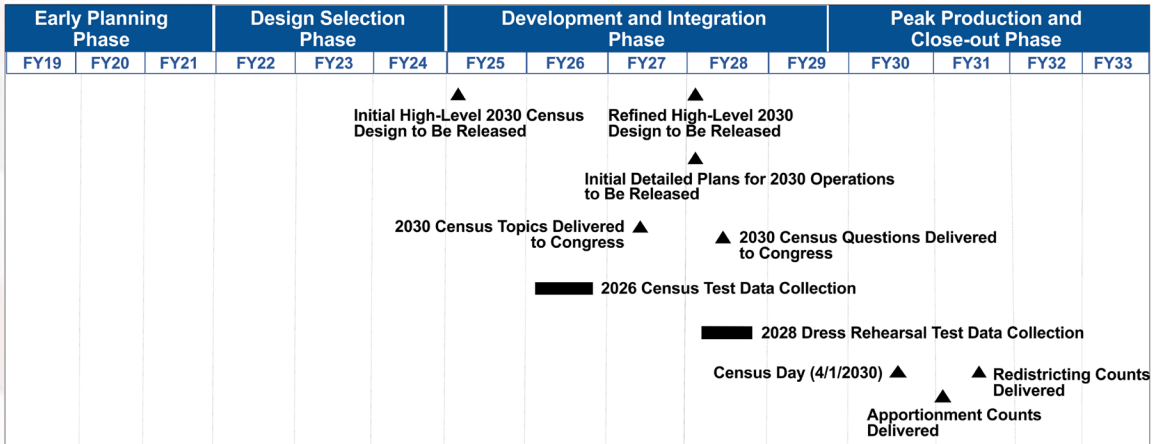 Early Planning
Phase
Design Selection
Phase
Development and Integration
Phase
Peak Production and
Close-out Phase
FY19 FY20 FY21 FY22 FY23 FY24 FY25 FY26 FY27 FY28 FY29 FY30 FY31 FY32 FY33
Initial High-Level 2030 Census
Design to Be Released
Refined High-Level 2030
Design to Be Released
Initial Detailed Plans for 2030 Operations
to Be Released
2030 Census Topics Delivered
to Congress
2030 Census Questions Delivered
to Congress
2026 Census Test Data Collection
2028 Dress Rehearsal Test Data Collection
Census Day (4/1/2030)
Redistricting Counts
Delivered
Apportionment Counts
Delivered